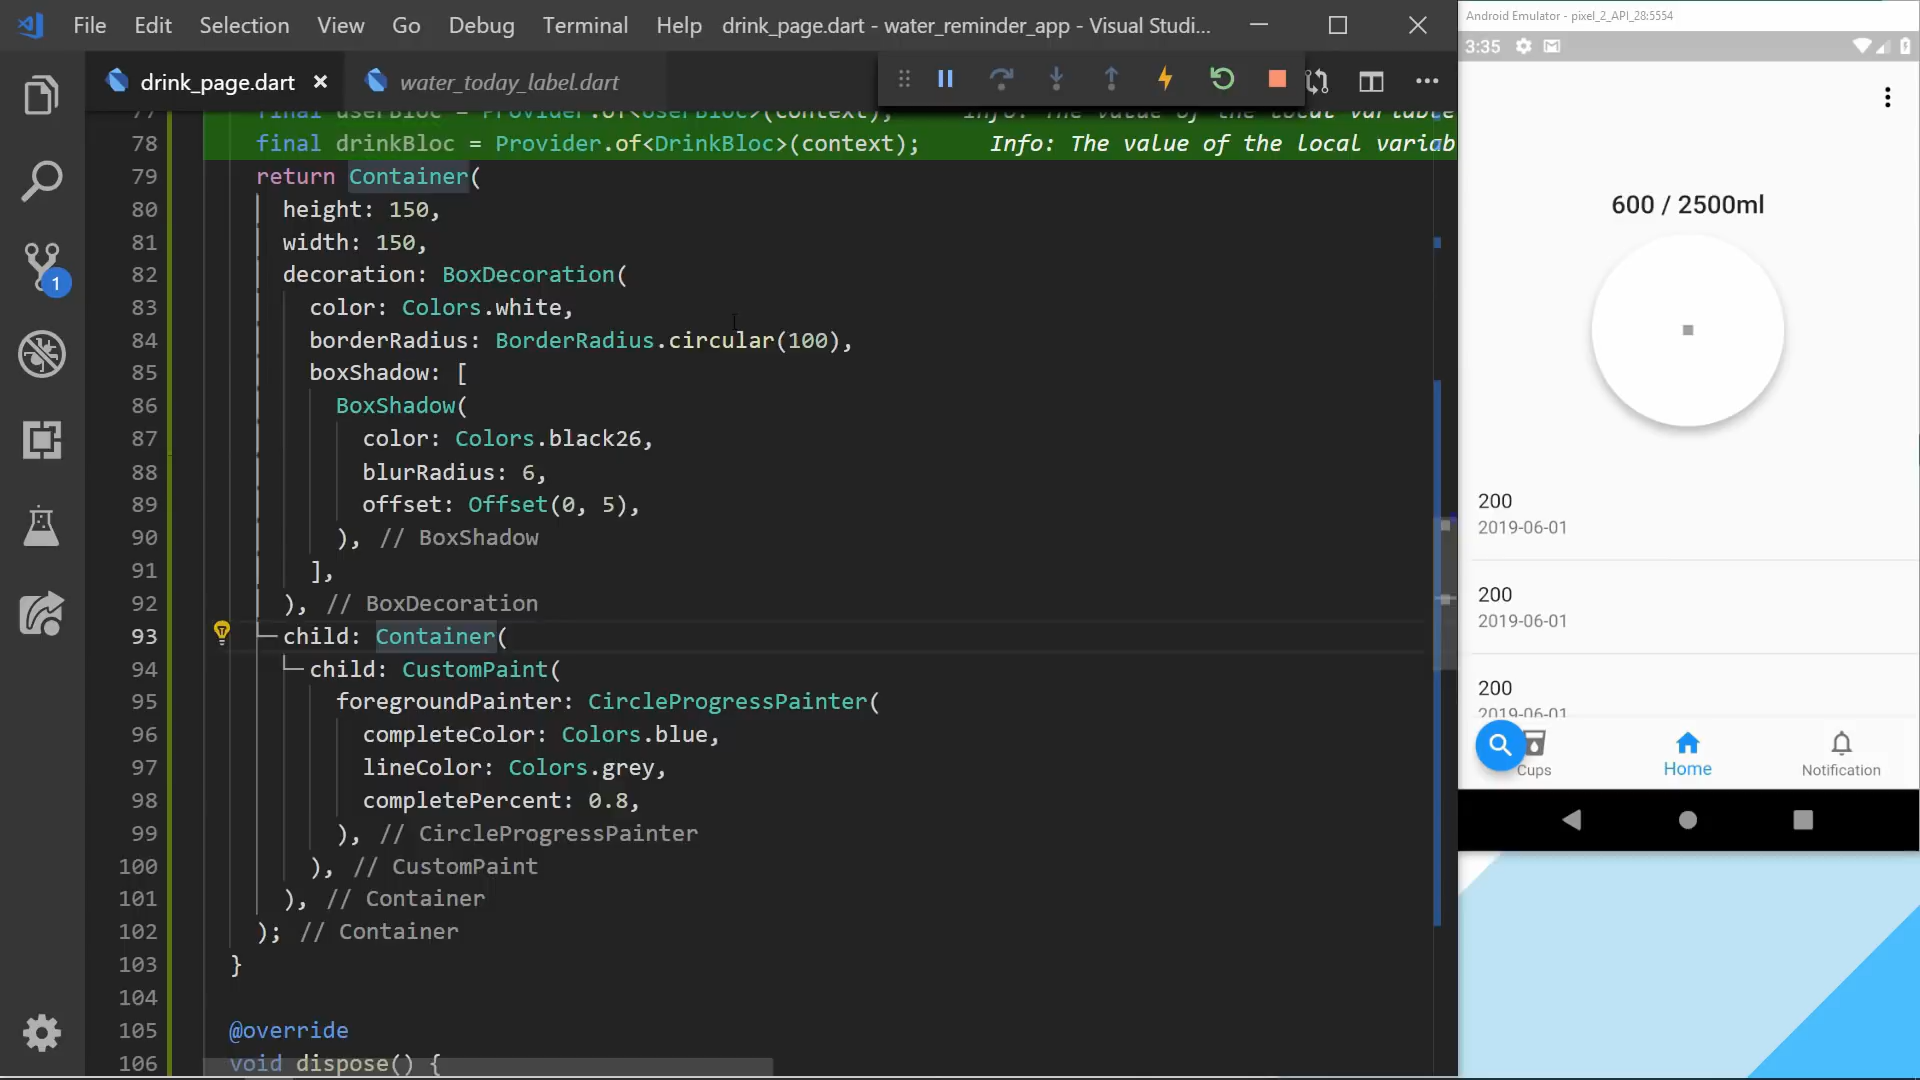 File Edit Selection View Go Debug Terminal Help drink_page.dart - water_reminder_app - Visual Studi...
drink_page.dart
water_today_label.dart
77 final userBloc = Provider.of<UserBloc>(context); Info: The value of the local variable
78 final drinkBloc = Provider.of<DrinkBloc>(context); Info: The value of the local variab
79 return Container(
80 height: 150,
81 width: 150,
82 decoration: BoxDecoration(
83 color: Colors.white,
84 borderRadius: BorderRadius.circular(100),
85 boxShadow: [
86 BoxShadow(
87 color: Colors.black26,
88 blurRadius: 6,
89 offset: Offset(0, 5),
90 ), // BoxShadow
91 ],
92 ), // BoxDecoration
93 child: Container(
94 child: CustomPaint(
95 foregroundPainter: CircleProgressPainter(
96 completeColor: Colors.blue,
97 lineColor: Colors.grey,
98 completePercent: 0.8,
99 ), // CircleProgressPainter
100 ), // CustomPaint
101 ), // Container
102 ); // Container
103 }
104
105 @override
106 void dispose() {
1
Android Emulator - pixel_2_API_28:5554
3:35
600 / 2500ml
200
2019-06-01
200
2019-06-01
200
2019-06-01
Cups Home Notification